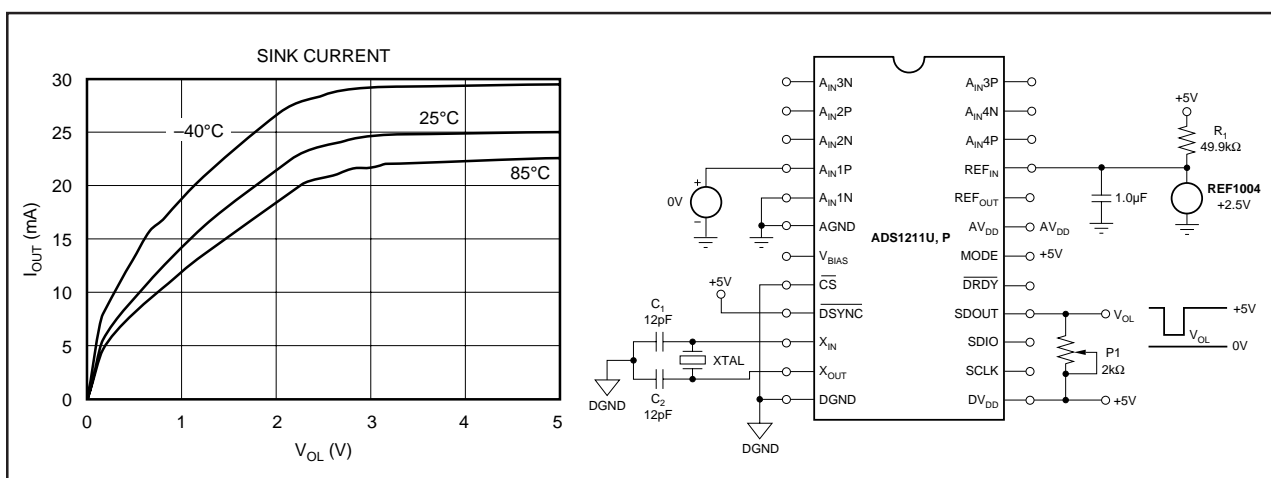 SINK CURRENT
30
25
20
15
10
5
0
I_OUT (mA)
–40°C
25°C
85°C
0 1 2 3 4 5
V_OL (V)
A_IN3N
A_IN2P
A_IN2N
A_IN1P
A_IN1N
AGND
V_BIAS
CS
DSYNC
X_IN
X_OUT
DGND
ADS1211U, P
A_IN3P
A_IN4N
A_IN4P
REF_IN
REF_OUT
AV_DD
MODE
DRDY
SDOUT
SDIO
SCLK
DV_DD
+
0V
–
+5V
C₁
12pF
XTAL
C₂
12pF
DGND
DGND
+5V
R₁
49.9kΩ
1.0µF
REF1004
+2.5V
AV_DD
+5V
V_OL
P1
2kΩ
+5V
+5V
V_OL
0V